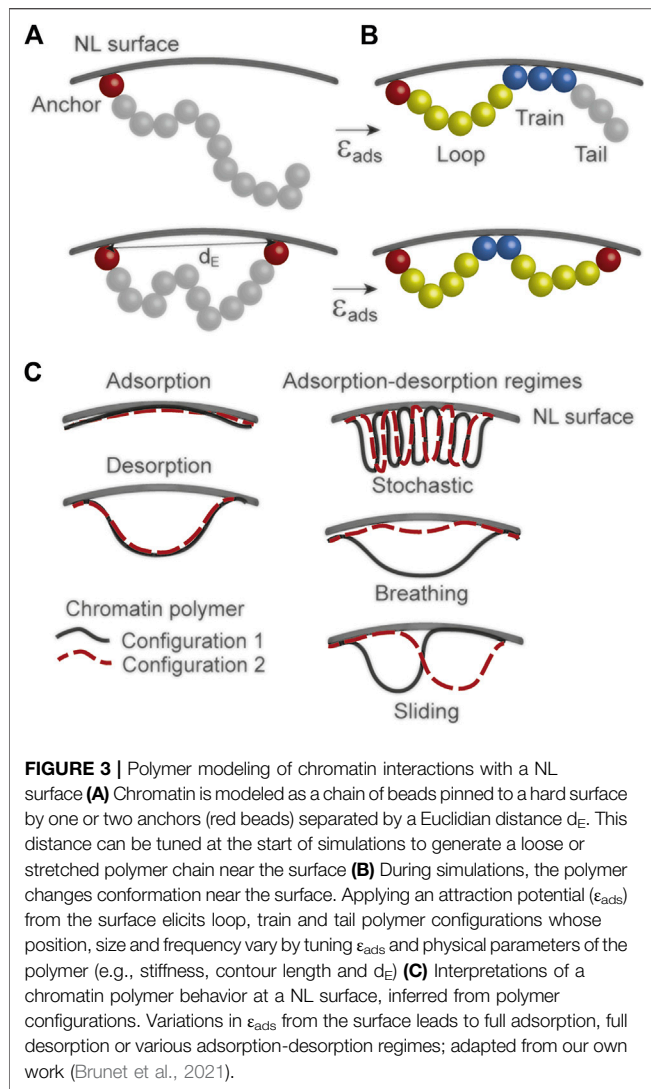 A
NL surface
Anchor
B
εads
Loop
Train
Tail
dE
εads
C
Adsorption
Desorption
Chromatin polymer
Configuration 1
Configuration 2
Adsorption-desorption regimes
NL surface
Stochastic
Breathing
Sliding
FIGURE 3 | Polymer modeling of chromatin interactions with a NL
surface (A) Chromatin is modeled as a chain of beads pinned to a hard surface
by one or two anchors (red beads) separated by a Euclidian distance dE. This
distance can be tuned at the start of simulations to generate a loose or
stretched polymer chain near the surface (B) During simulations, the polymer
changes conformation near the surface. Applying an attraction potential (εads)
from the surface elicits loop, train and tail polymer configurations whose
position, size and frequency vary by tuning εads and physical parameters of the
polymer (e.g., stiffness, contour length and dE) (C) Interpretations of a
chromatin polymer behavior at a NL surface, inferred from polymer
configurations. Variations in εads from the surface leads to full adsorption, full
desorption or various adsorption-desorption regimes; adapted from our own
work (Brunet et al., 2021).